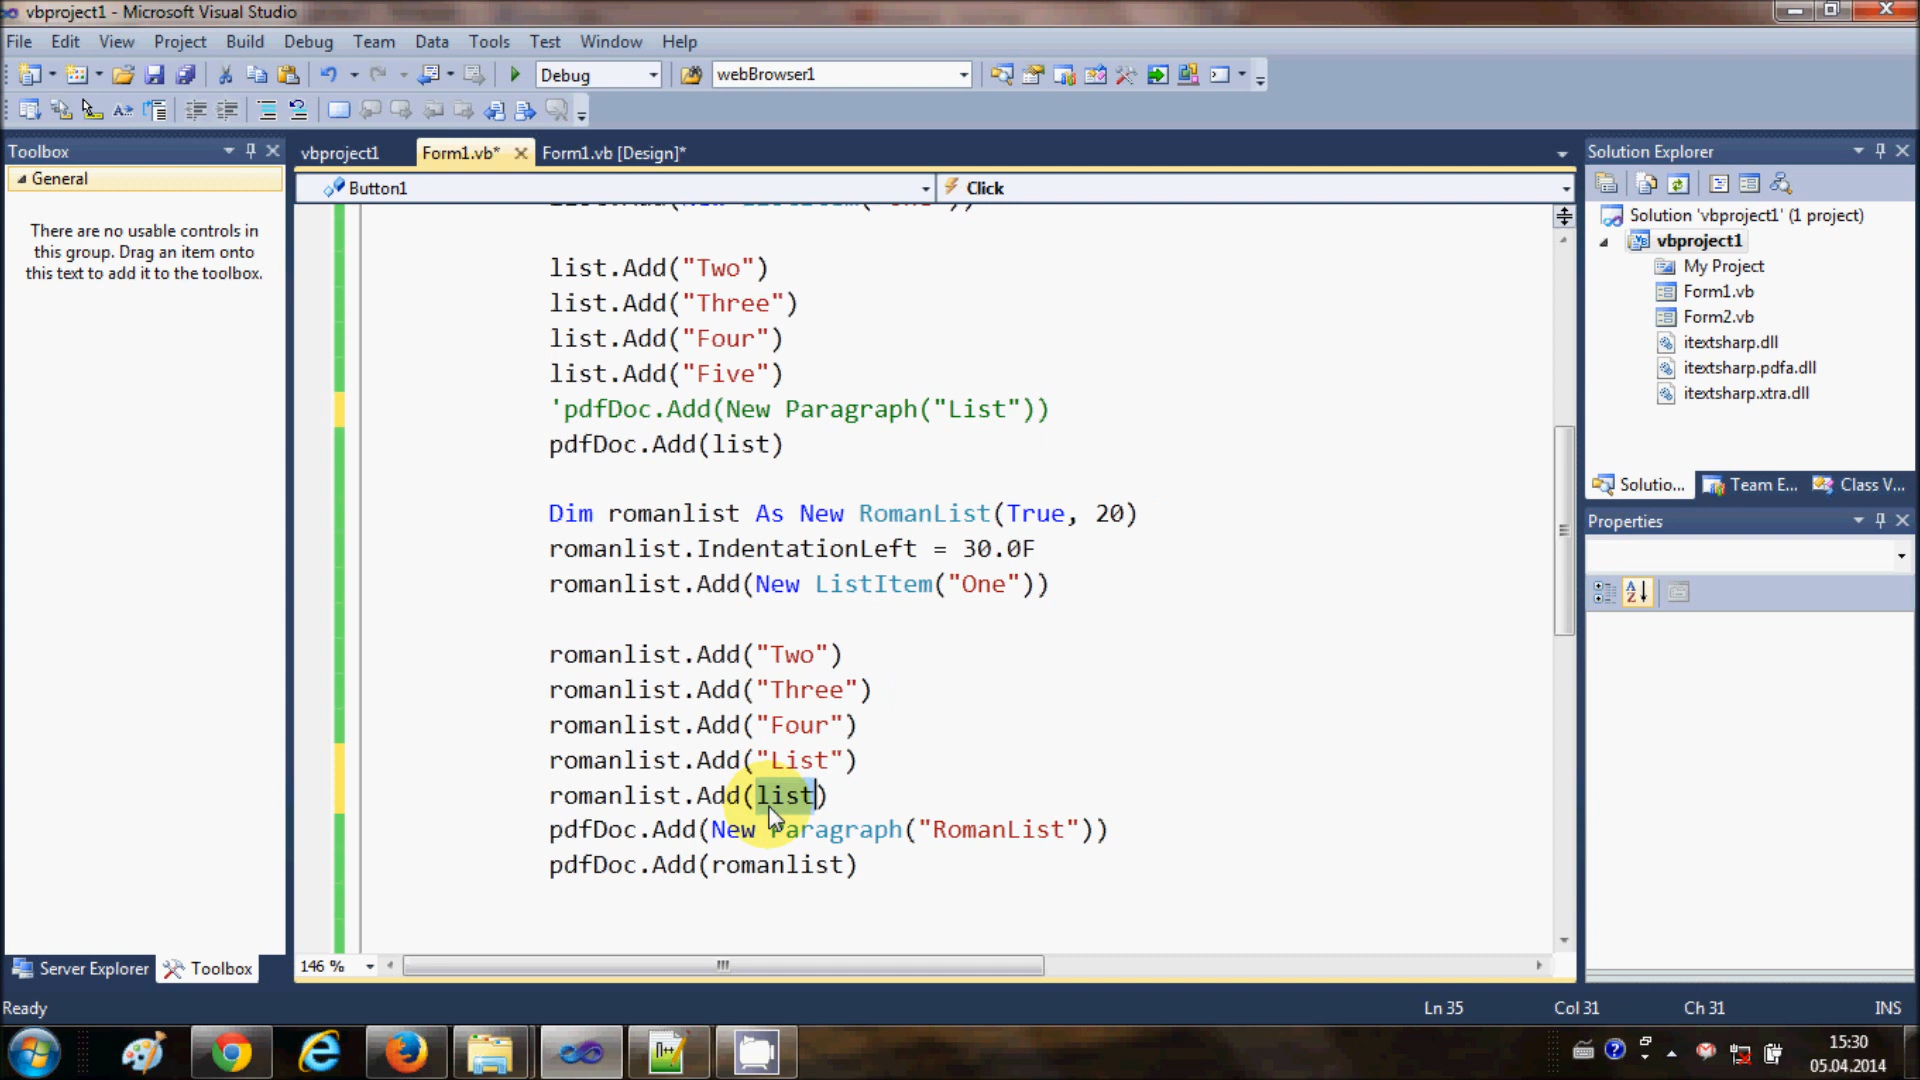 vbproject1 - Microsoft Visual Studio
File Edit View Project Build Debug Team Data Tools Test Window Help
Debug webBrowser1
Toolbox
General
There are no usable controls in
this group. Drag an item onto
this text to add it to the toolbox.
Server Explorer Toolbox
vbproject1 Form1.vb* Form1.vb [Design]*
Button1 Click
list.Add("Two")
list.Add("Three")
list.Add("Four")
list.Add("Five")
'pdfDoc.Add(New Paragraph("List"))
pdfDoc.Add(list)
Dim romanlist As New RomanList(True, 20)
romanlist.IndentationLeft = 30.0F
romanlist.Add(New ListItem("One"))
romanlist.Add("Two")
romanlist.Add("Three")
romanlist.Add("Four")
romanlist.Add("List")
romanlist.Add(list)
pdfDoc.Add(New Paragraph("RomanList"))
pdfDoc.Add(romanlist)
146 %
Solution Explorer
Solution 'vbproject1' (1 project)
vbproject1
My Project
Form1.vb
Form2.vb
itextsharp.dll
itextsharp.pdfa.dll
itextsharp.xtra.dll
Solutio... Team E... Class V...
Properties
Ready Ln 35 Col 31 Ch 31 INS
15:30
05.04.2014